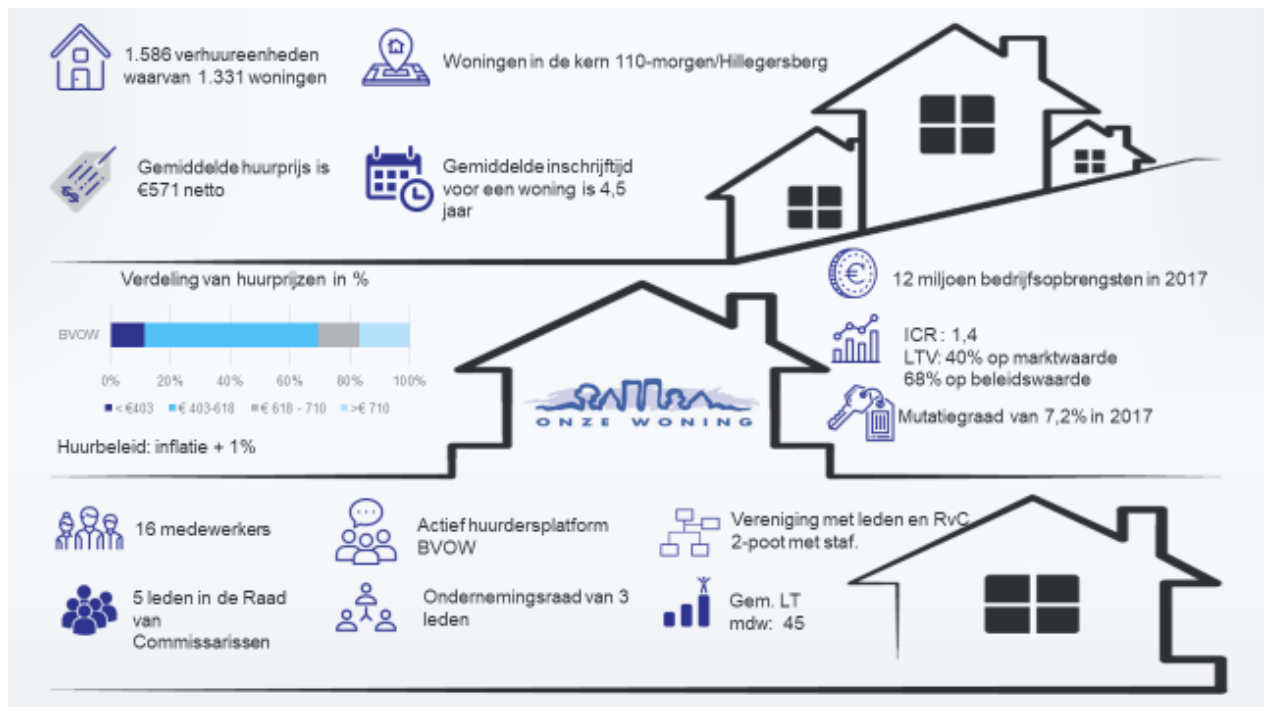 1.586 verhuureenheden
waarvan 1.331 woningen
Woningen in de kern 110-morgen/Hillegersberg
Gemiddelde huurprijs is
€571 netto
Gemiddelde inschrijftijd
voor een woning is 4,5
jaar
Verdeling van huurprijzen in %
BVOW
0% 20% 40% 60% 80% 100%
< €403 € 403-618 € 618 - 710 >€ 710
Huurbeleid: inflatie + 1%
ONZE WONING
12 miljoen bedrijfsopbrengsten in 2017
ICR : 1,4
LTV: 40% op marktwaarde
68% op beleidswaarde
Mutatiegraad van 7,2% in 2017
16 medewerkers
Actief huurdersplatform
BVOW
Vereniging met leden en RvC
2-poot met staf.
5 leden in de Raad
van
Commissarissen
Ondernemingsraad van 3
leden
Gem. LT
mdw: 45